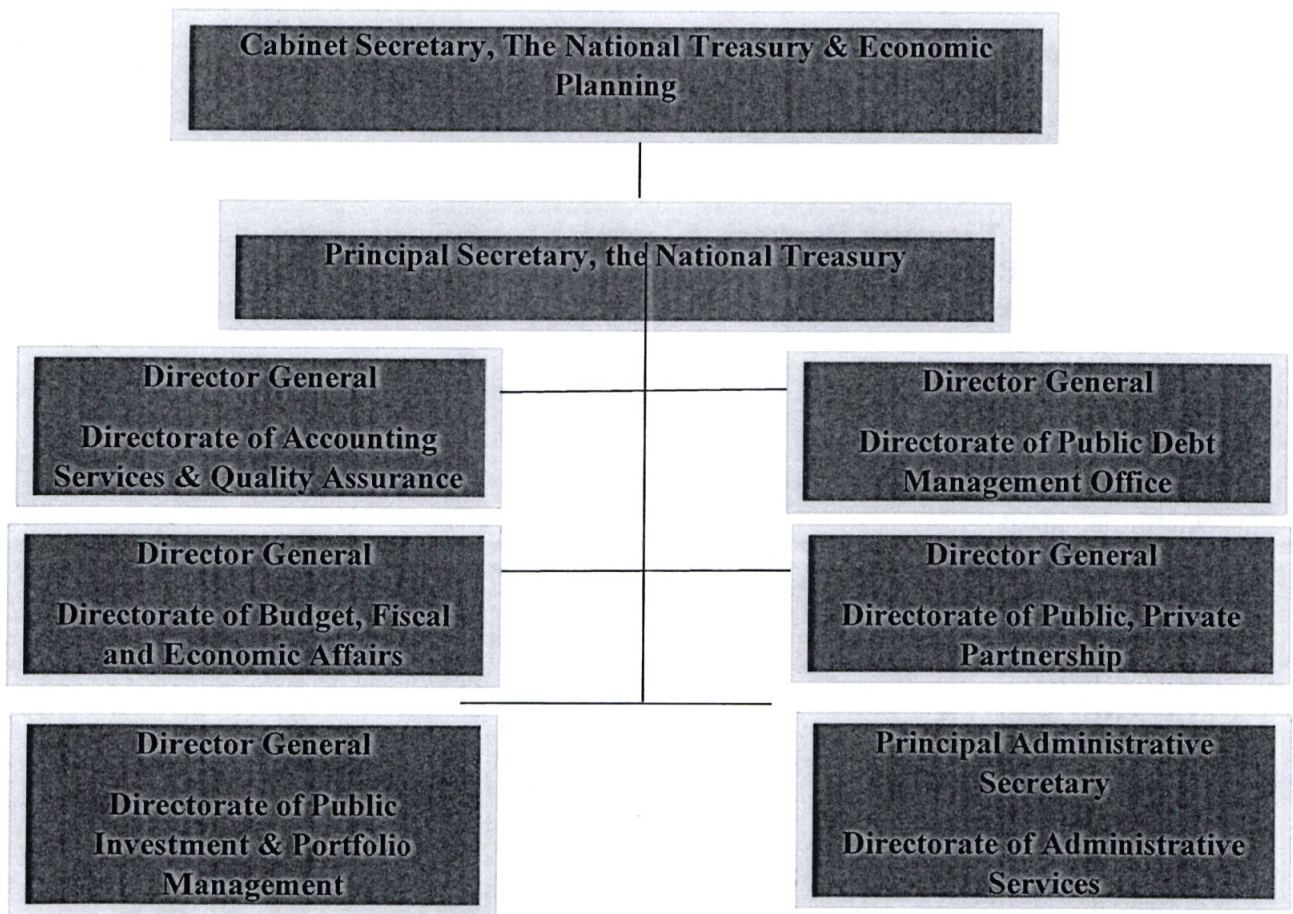 Cabinet Secretary, The National Treasury & Economic
Planning
Principal Secretary, the National Treasury
Director General
Directorate of Accounting
Services & Quality Assurance
Director General
Directorate of Public Debt
Management Office
Director General
Directorate of Budget, Fiscal
and Economic Affairs
Director General
Directorate of Public, Private
Partnership
Director General
Directorate of Public
Investment & Portfolio
Management
Principal Administrative
Secretary
Directorate of Administrative
Services